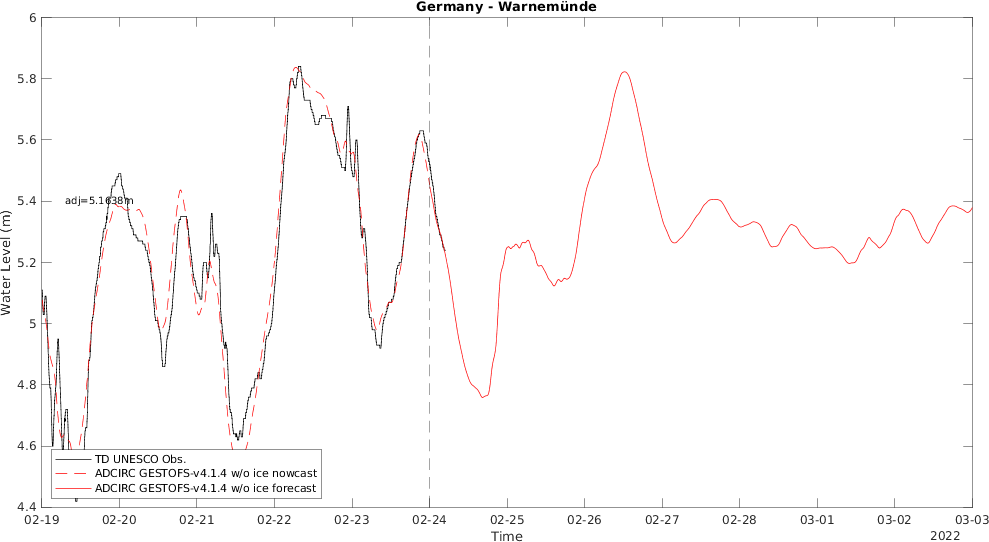 Germany - Warnemünde
6
5.8
5.6
5.4
5.2
5
4.8
4.6
4.4
Water Level (m)
adj=5.1638m
TD UNESCO Obs.
ADCIRC GESTOFS-v4.1.4 w/o ice nowcast
ADCIRC GESTOFS-v4.1.4 w/o ice forecast
02-19 02-20 02-21 02-22 02-23 02-24 02-25 02-26 02-27 02-28 03-01 03-02 03-03
Time
2022